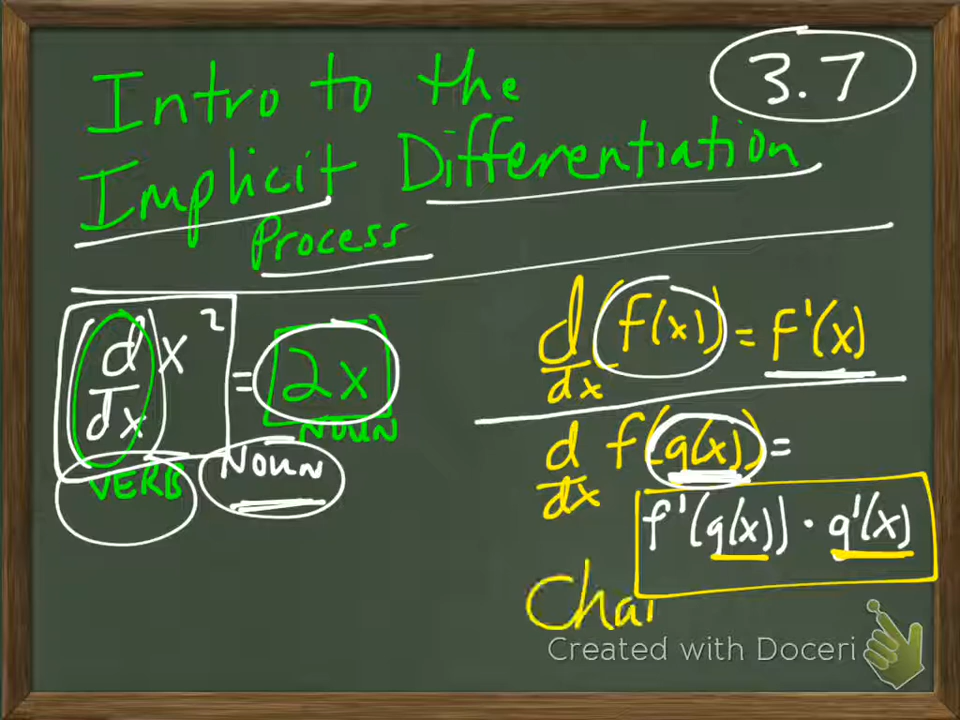 3.7
Intro to the
Implicit Differentiation
Process
(d/dx) x² = 2x
NOUN
VERB
NOUN
d/dx (f(x)) = f'(x)
d/dx f(g(x)) =
f'(g(x)) · g'(x)
Chai
Created with Doceri